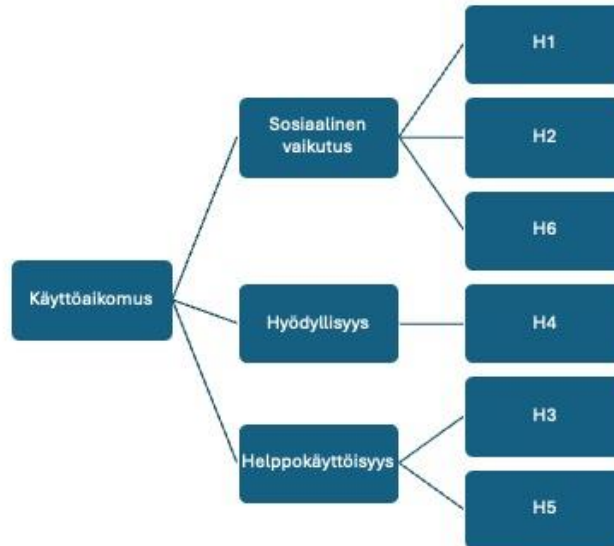 Käyttöaikomus
Sosiaalinen
vaikutus
H1
H2
H6
Hyödyllisyys
H4
Helppokäyttöisyys
H3
H5